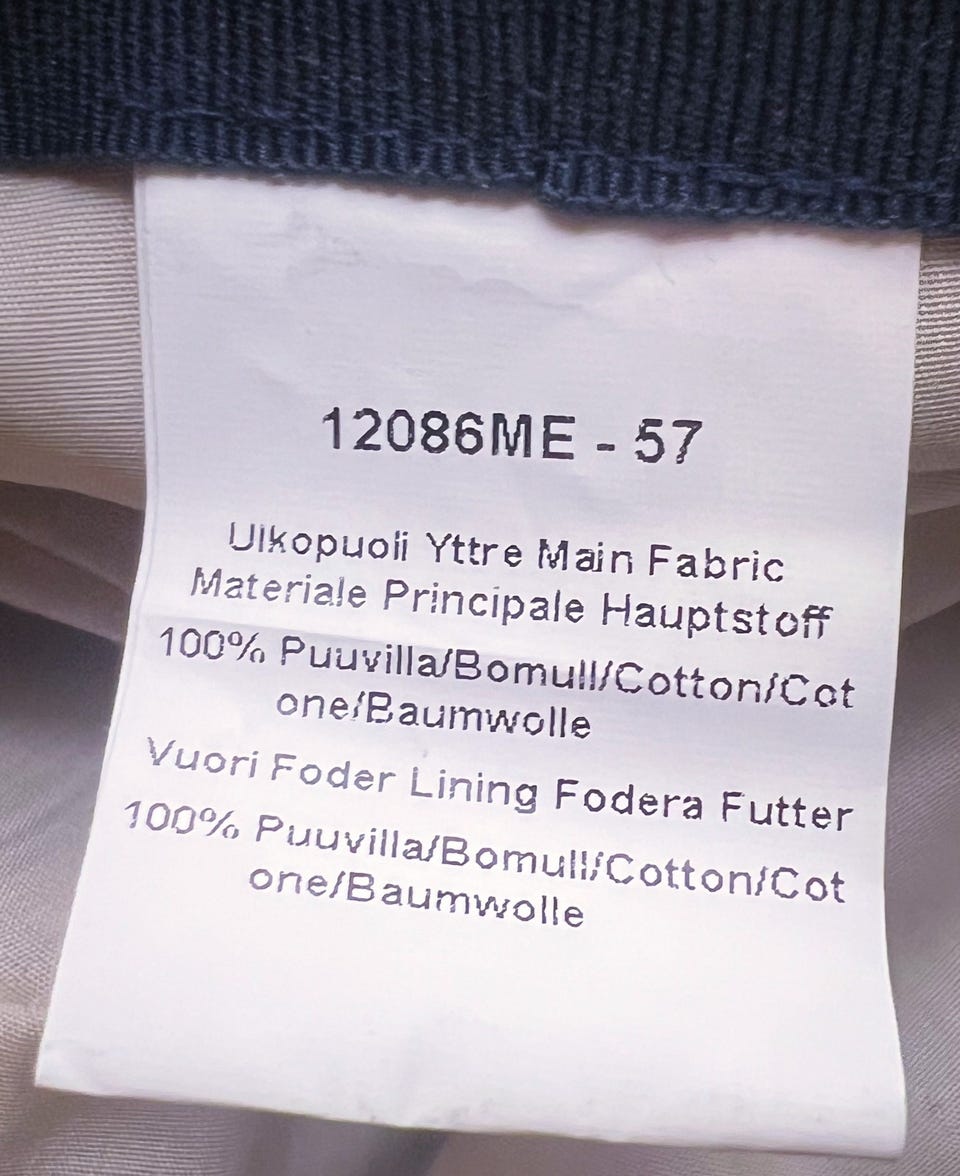 12086ME - 57
Ulkopuoli Yttre Main Fabric
Materiale Principale Hauptstoff
100% Puuvilla/Bomull/Cotton/Cot
one/Baumwolle
Vuori Foder Lining Fodera Futter
100% Puuvilla/Bomull/Cotton/Cot
one/Baumwolle